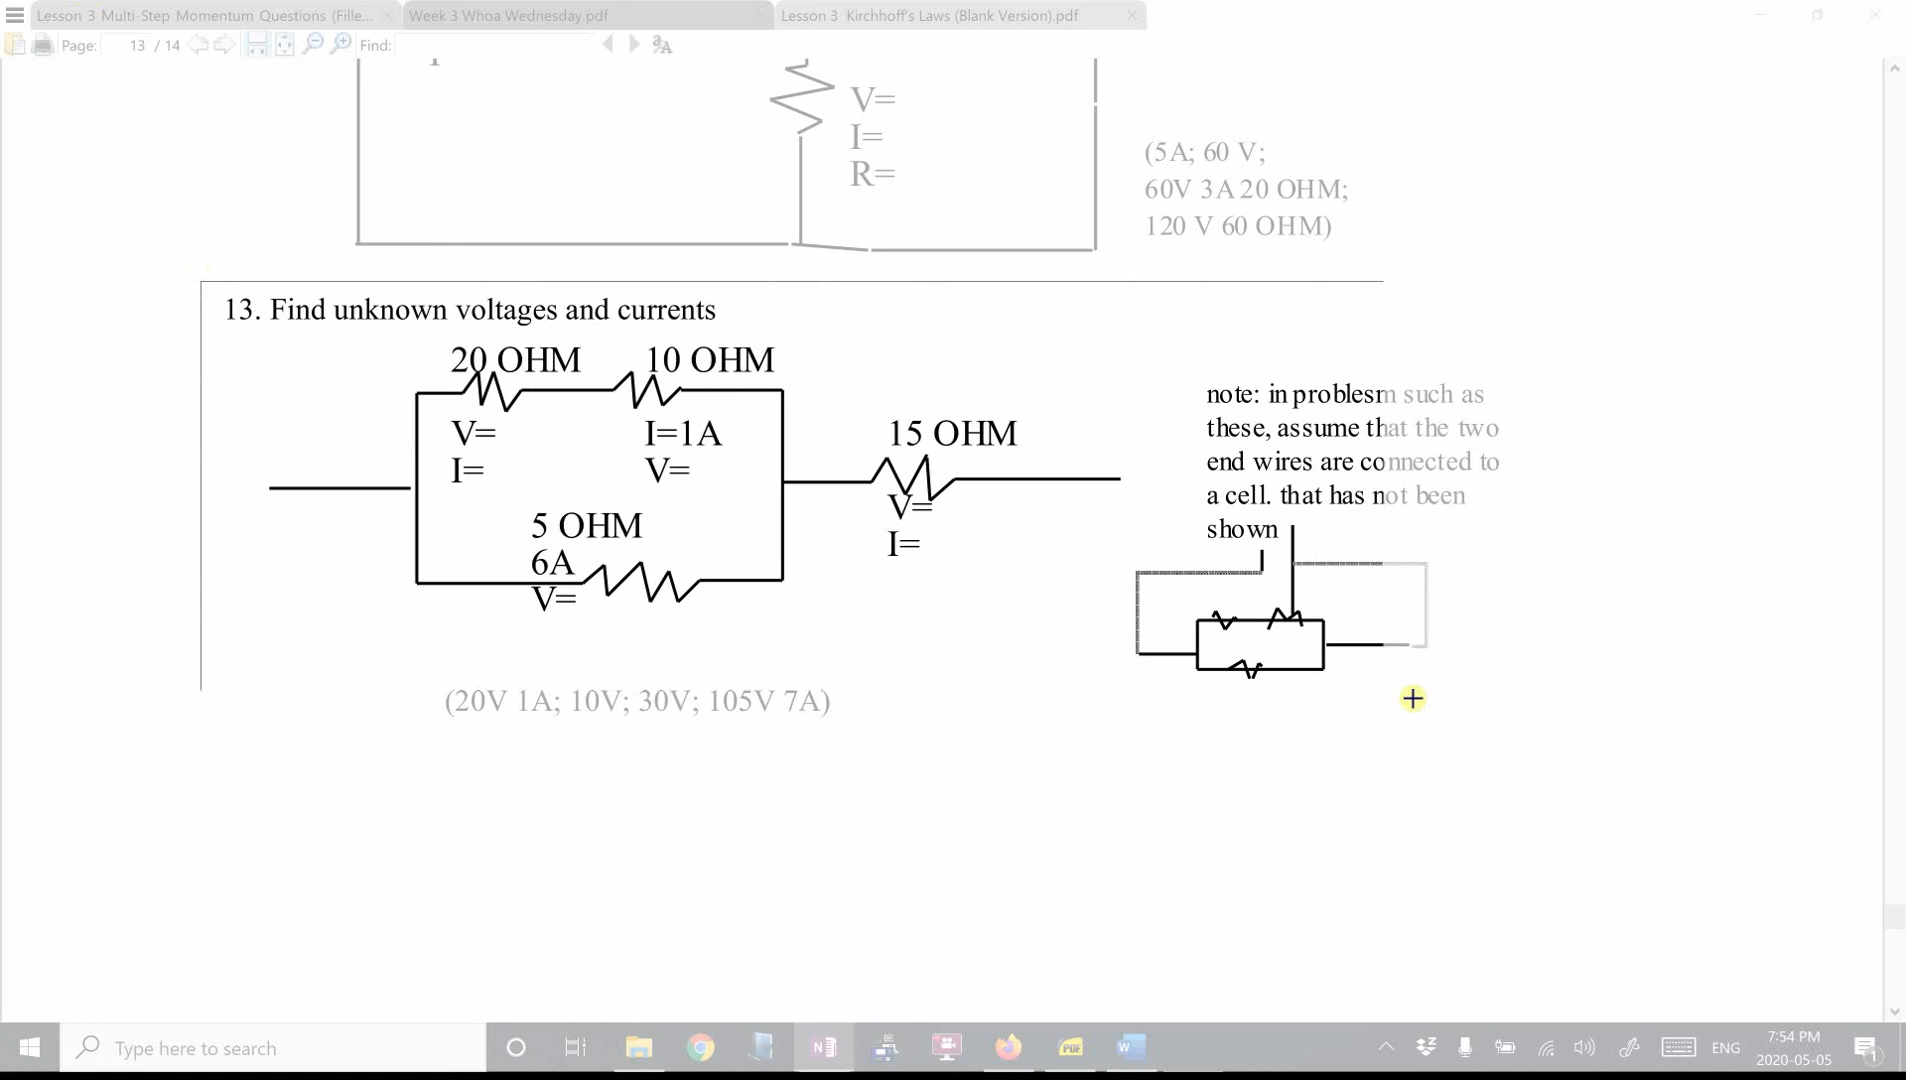 Lesson 3 Multi-Step Momentum Questions (Fille...
Week 3 Whoa Wednesday.pdf
Lesson 3 Kirchhoff's Laws (Blank Version).pdf
Page: 13 / 14
Find:
V=
I=
R=
(5A; 60 V;
60V 3A 20 OHM;
120 V 60 OHM)
13. Find unknown voltages and currents
20 OHM
10 OHM
V=
I=
I=1A
V=
15 OHM
V=
I=
5 OHM
6A
V=
note: in problesm such as
these, assume that the two
end wires are connected to
a cell. that has not been
shown
(20V 1A; 10V; 30V; 105V 7A)
Type here to search
ENG
7:54 PM
2020-05-05